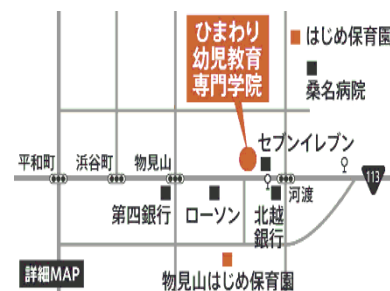 ひまわり
幼児教育
専門学院
はじめ保育園
桑名病院
セブンイレブン
平和町
浜谷町
物見山
113
第四銀行
ローソン
北越
銀行
河渡
詳細MAP
物見山はじめ保育園